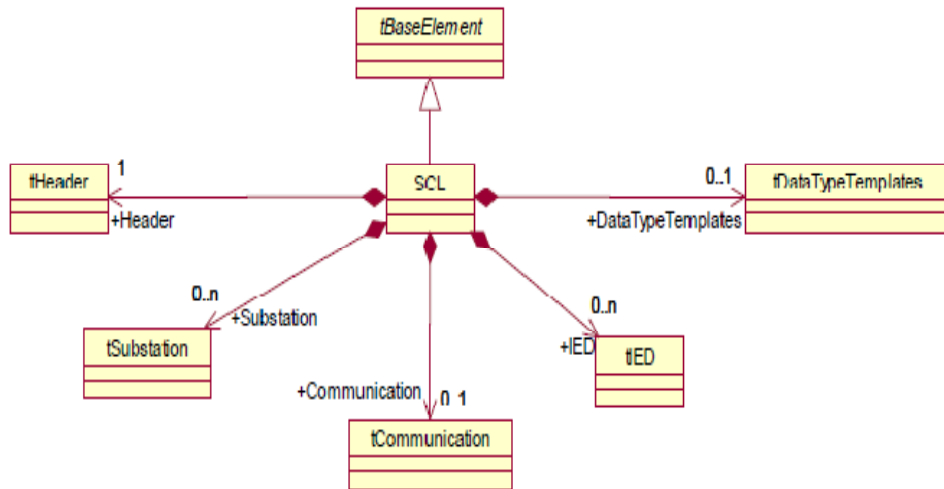 tBaseElement
1
tHeader
SCL
0..1
tDataTypeTemplates
+Header
+DataTypeTemplates
0..n
+Substation
0..n
+IED
tSubstation
tIED
+Communication
0 1
tCommunication